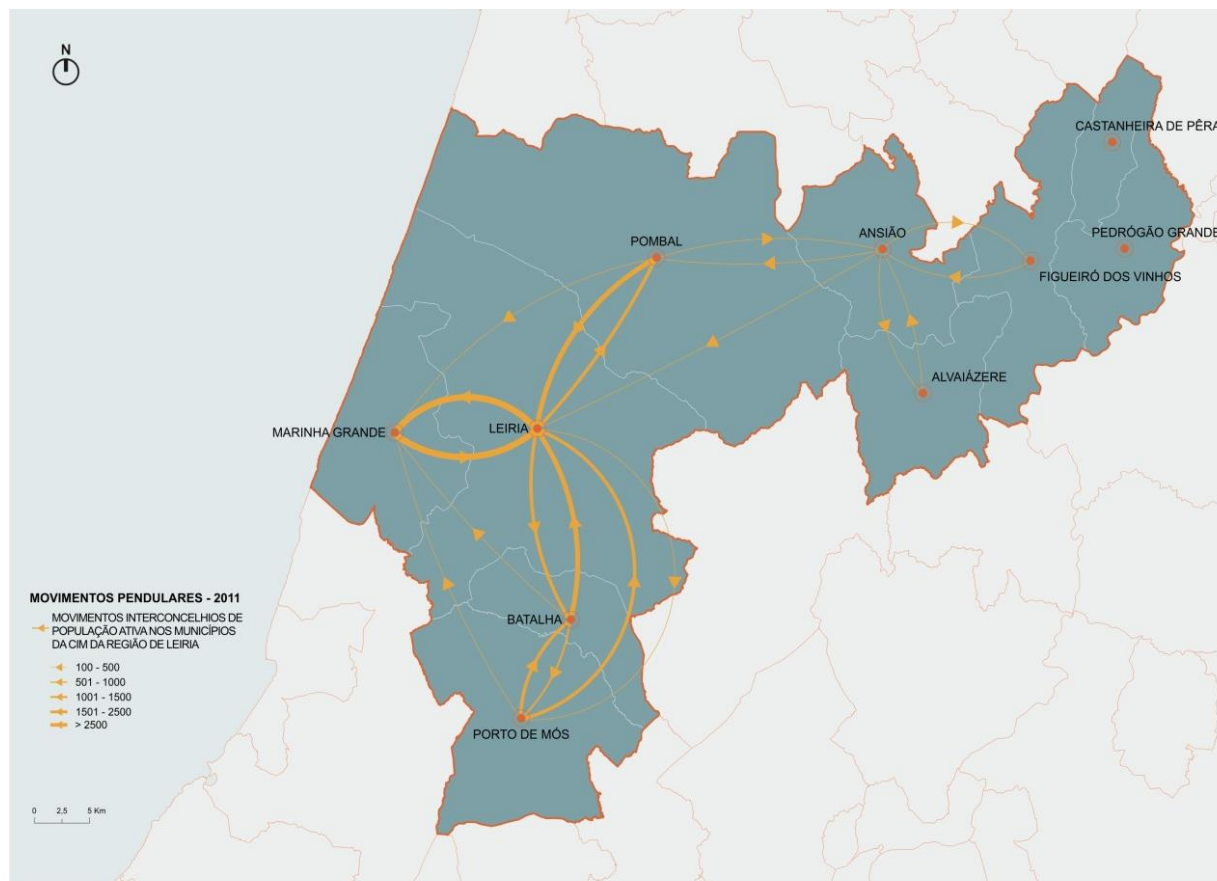 N
CASTANHEIRA DE PÊRA
ANSIÃO
PEDRÓGÃO GRANDE
POMBAL
FIGUEIRÓ DOS VINHOS
ALVAIÁZERE
MARINHA GRANDE
LEIRIA
BATALHA
PORTO DE MÓS
MOVIMENTOS PENDULARES - 2011
MOVIMENTOS INTERCONCELHIOS DE
POPULAÇÃO ATIVA NOS MUNICÍPIOS
DA CIM DA REGIÃO DE LEIRIA
100 - 500
501 - 1000
1001 - 1500
1501 - 2500
> 2500
0 2,5 5 Km